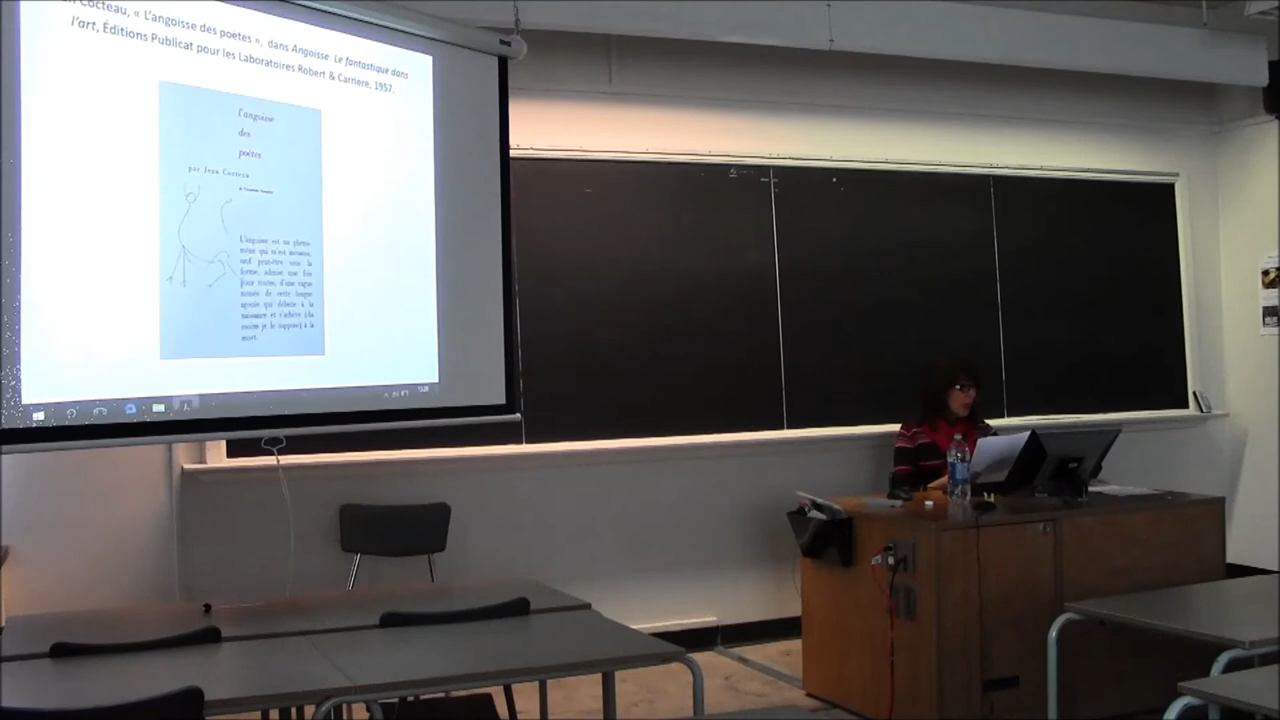 Cocteau, « L'angoisse des poetes », dans Angoisse. Le fantastique dans
l'art, Éditions Publicat pour les Laboratoires Robert & Carrière, 1957.
l'angoisse
des
poètes
par Jean Cocteau
L'angoisse est un phéno-
mène qui m'est inconnu,
sauf peut-être sous la
forme, admise une fois
pour toutes, d'une vague
nausée de cette longue
agonie qui débute à la
naissance et s'achève (du
moins je le suppose) à la
mort.